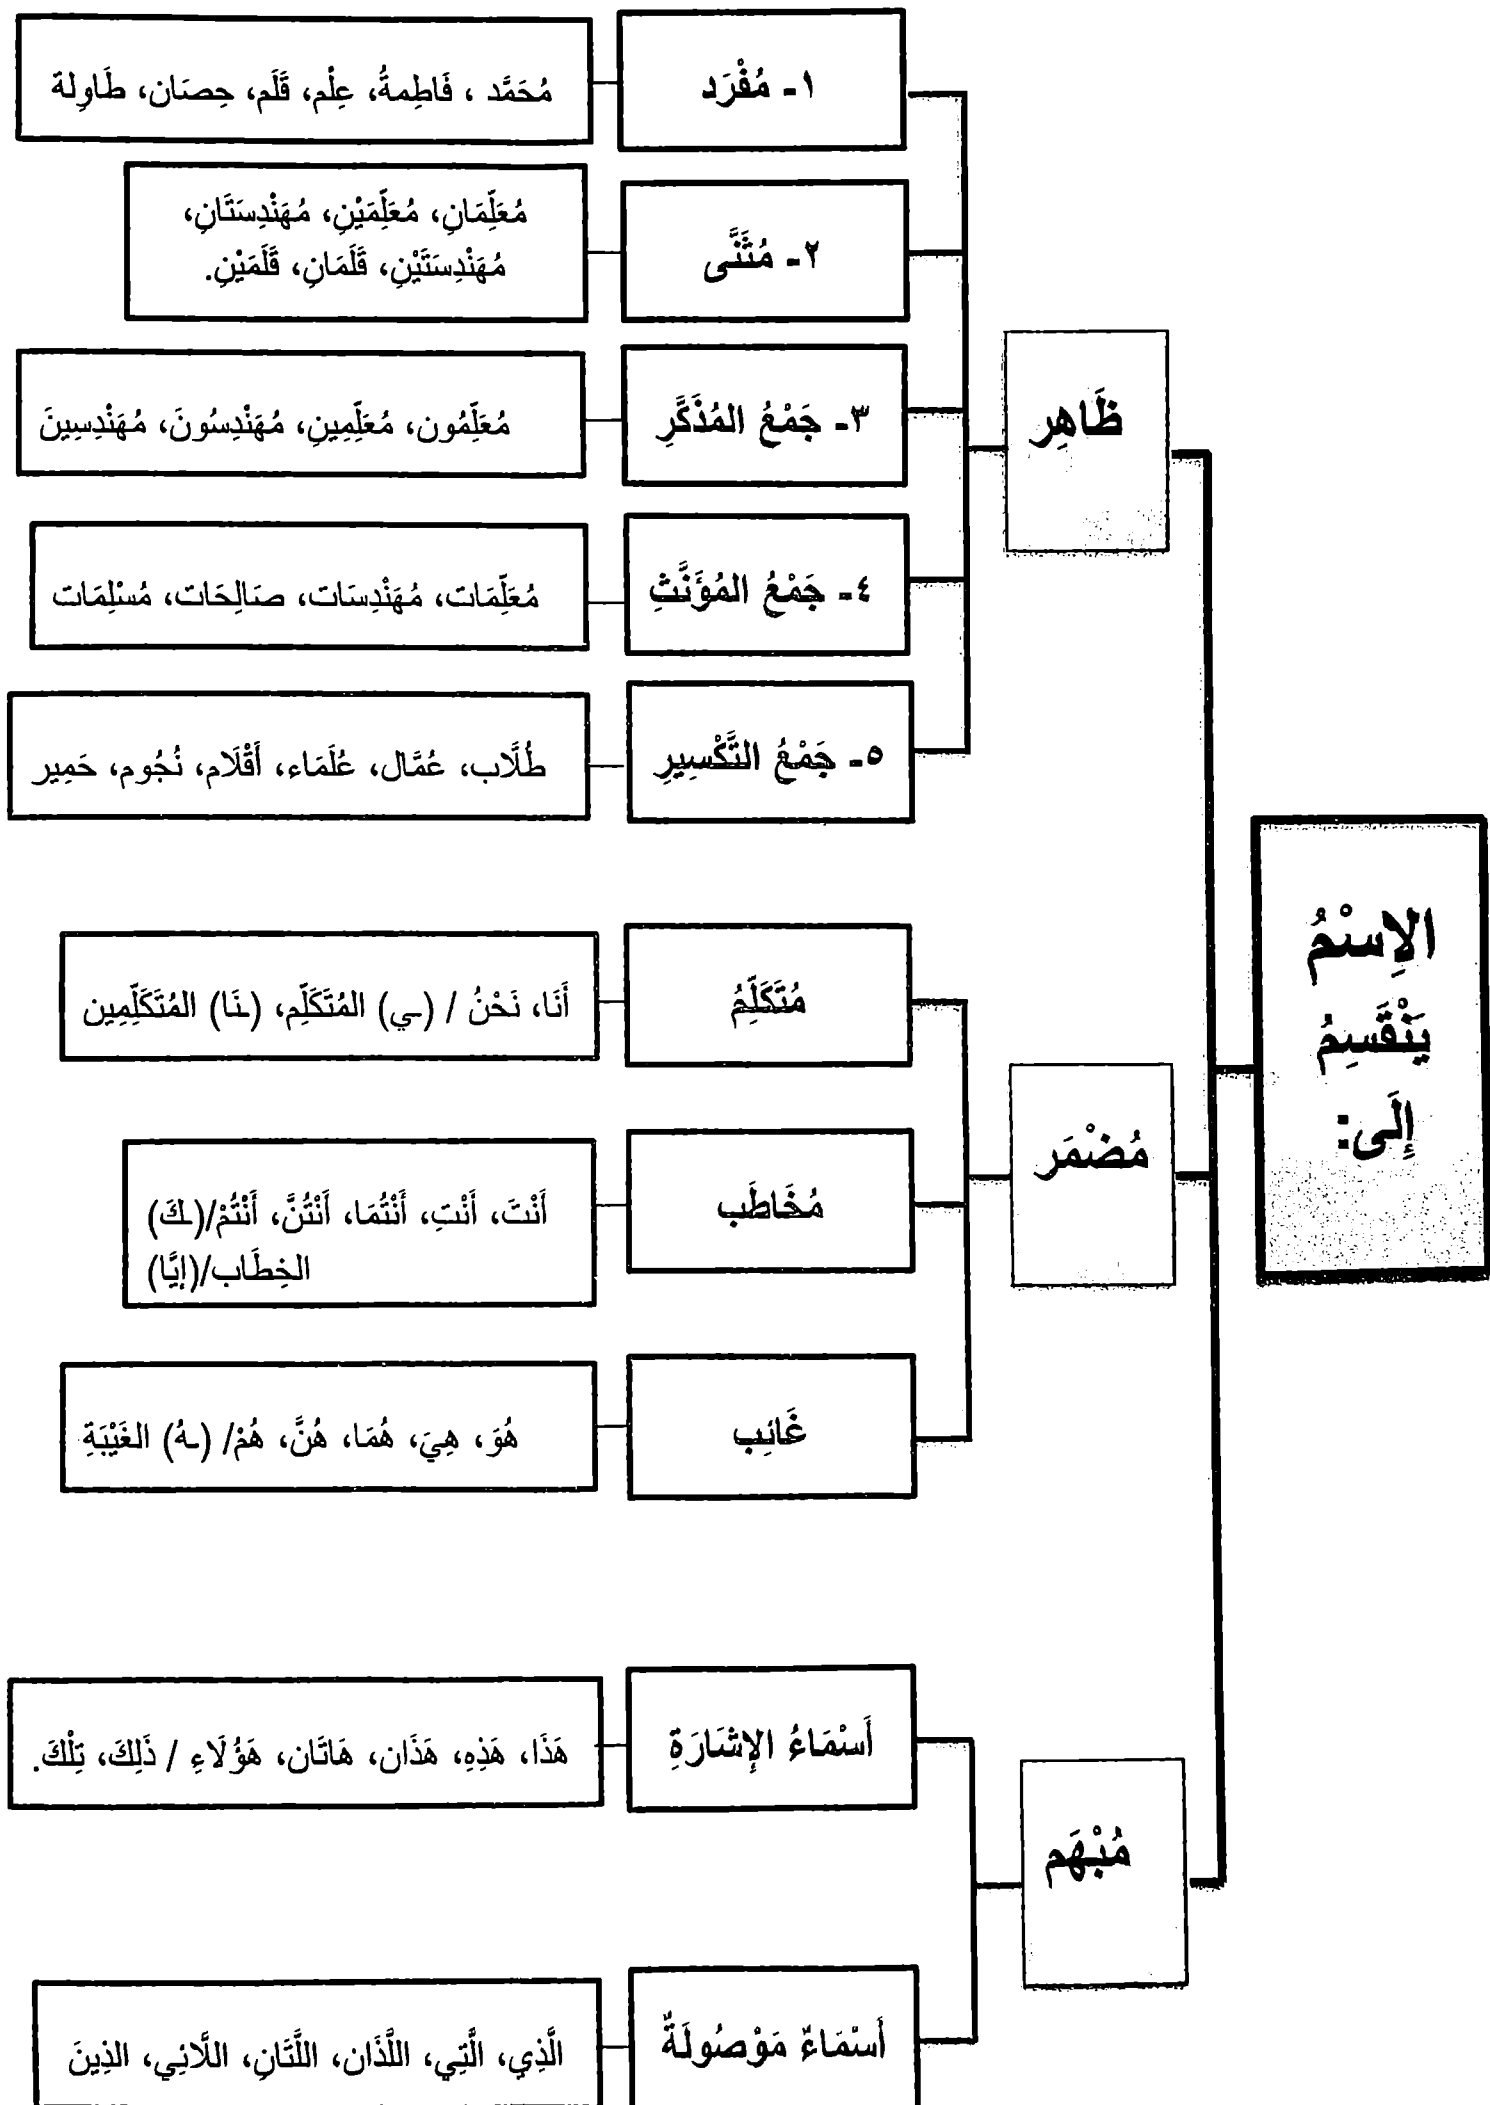 الإِسْمُ
يَنْقَسِمُ
إِلَى:
ظَاهِر
١- مُفْرَد
مُحَمَّد ، فَاطِمةُ، عِلْم، قَلَم، حِصَان، طَاوِلة
٢- مُثَنَّى
مُعَلِّمَانِ، مُعَلِّمَيْنِ، مُهَنْدِسَتَانِ،
مُهَنْدِسَتَيْنِ، قَلَمَانِ، قَلَمَيْنِ.
٣- جَمْعُ المُذَكَّرِ
مُعَلِّمُون، مُعَلِّمِينِ، مُهَنْدِسُونَ، مُهَنْدِسِينَ
٤- جَمْعُ المُؤَنَّثِ
مُعَلِّمَات، مُهَنْدِسَات، صَالِحَات، مُسْلِمَات
٥- جَمْعُ التَّكْسِيرِ
طُلَّاب، عُمَّال، عُلَمَاء، أَقْلَام، نُجُوم، حَمِير
مُضْمَر
مُتَكَلِّمُ
أَنَا، نَحْنُ / (ـي) المُتَكَلِّم، (ـنَا) المُتَكَلِّمِين
مُخَاطَب
أَنْتَ، أَنْتِ، أَنْتُمَا، أَنْتُنَّ، أَنْتُمْ/(ـكَ)
الخِطَاب/(إيَّا)
غَائِب
هُوَ، هِيَ، هُمَا، هُنَّ، هُمْ/ (ـهُ) الغَيْبَةِ
مُبْهَم
أَسْمَاءُ الإِشَارَةِ
هَذَا، هَذِهِ، هَذَان، هَاتَان، هَؤُلَاءِ / ذَلِكَ، تِلْكَ.
أَسْمَاءٌ مَوْصُولَةٌ
الَّذِي، الَّتِي، اللَّذَان، اللَّتَانِ، اللَّائِي، الذِينَ